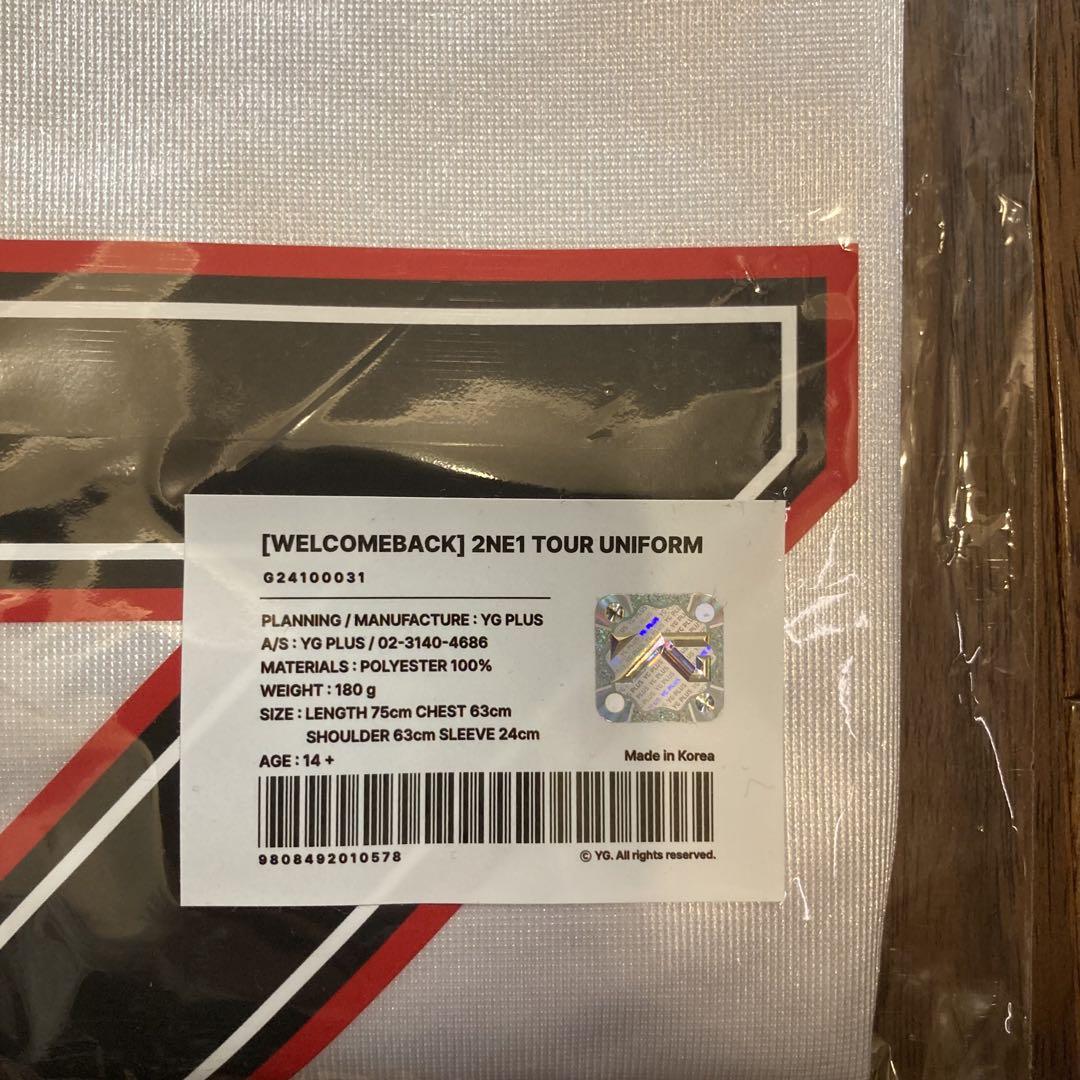 [WELCOMEBACK] 2NE1 TOUR UNIFORM
G24100031
PLANNING / MANUFACTURE : YG PLUS
A/S : YG PLUS / 02-3140-4686
MATERIALS : POLYESTER 100%
WEIGHT : 180 g
SIZE : LENGTH 75cm CHEST 63cm
SHOULDER 63cm SLEEVE 24cm
AGE : 14 +
Made in Korea
9808492010578
© YG. All rights reserved.